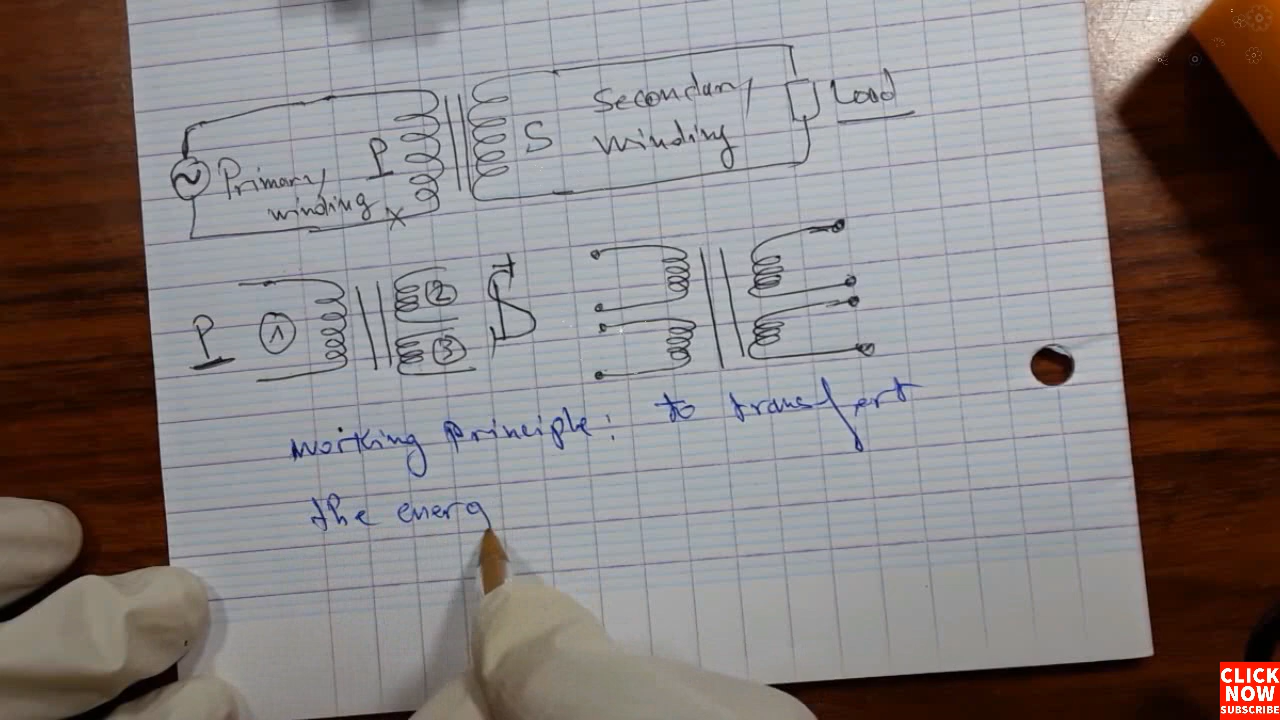 Secondary
winding
Load
S
P
Primary
winding
P
1
2
3
S
working principle: to transfert
the energ
CLICK
NOW
SUBSCRIBE